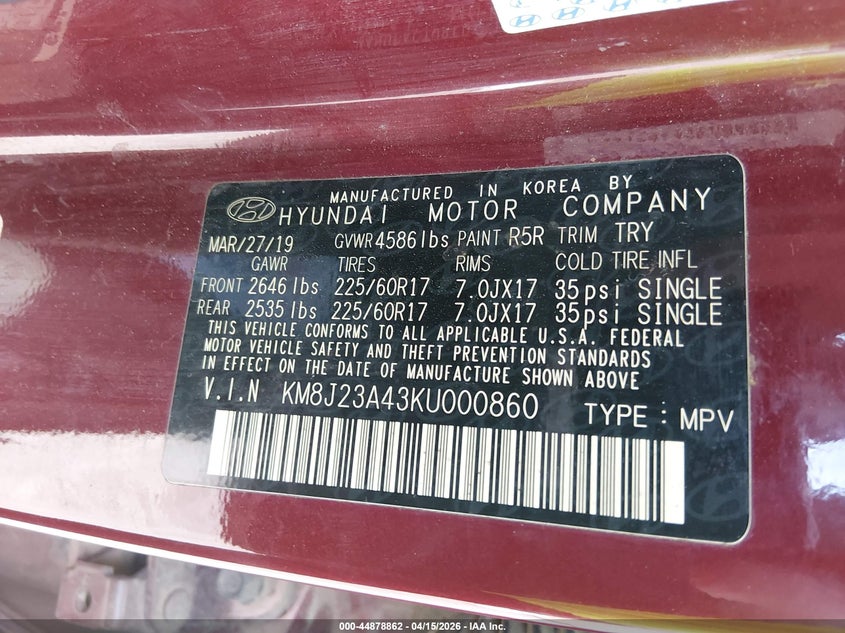 MANUFACTURED IN KOREA BY
HYUNDAI MOTOR COMPANY
MAR/27/19 GVWR 4586 lbs PAINT R5R TRIM TRY
GAWR TIRES RIMS COLD TIRE INFL
FRONT 2646 lbs 225/60R17 7.0JX17 35psi SINGLE
REAR 2535 lbs 225/60R17 7.0JX17 35psi SINGLE
THIS VEHICLE CONFORMS TO ALL APPLICABLE U.S.A. FEDERAL
MOTOR VEHICLE SAFETY AND THEFT PREVENTION STANDARDS
IN EFFECT ON THE DATE OF MANUFACTURE SHOWN ABOVE
V.I.N KM8J23A43KU000860 TYPE : MPV
000-44878862 - 04/15/2026 - IAA Inc.